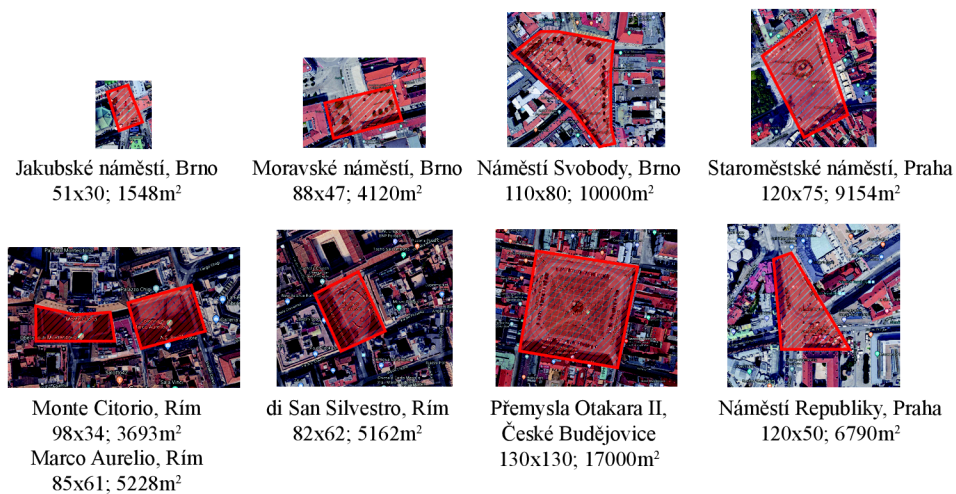 Jakubské náměstí, Brno
51x30; 1548m²
Moravské náměstí, Brno
88x47; 4120m²
Náměstí Svobody, Brno
110x80; 10000m²
Staroměstské náměstí, Praha
120x75; 9154m²
Monte Citorio, Rím
98x34; 3693m²
Marco Aurelio, Rím
85x61; 5228m²
di San Silvestro, Rím
82x62; 5162m²
Přemysla Otakara II,
České Budějovice
130x130; 17000m²
Náměstí Republiky, Praha
120x50; 6790m²